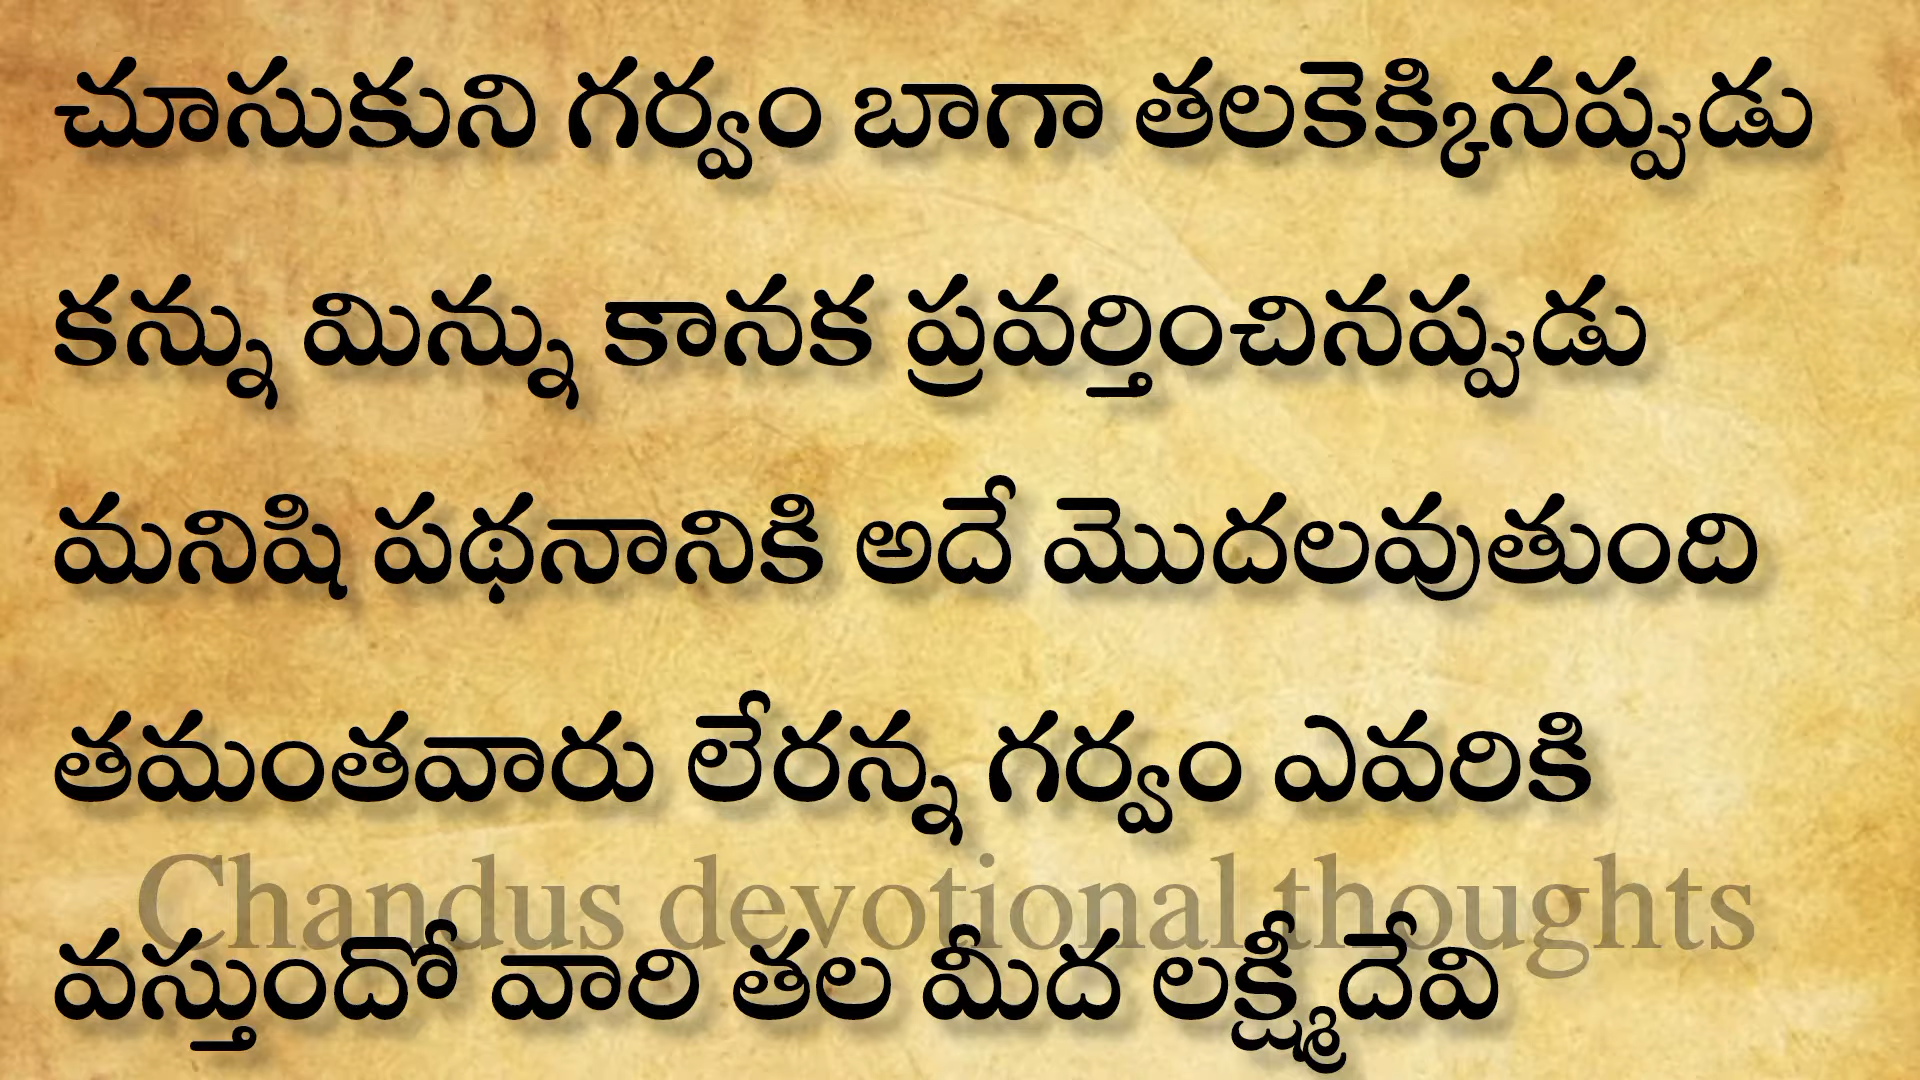 చూసుకుని గర్వం బాగా తలకెక్కినప్పుడు
కన్ను మిన్ను కానక ప్రవర్తించినప్పుడు
మనిషి పథనానికి అదే మొదలవుతుంది
తమంతవారు లేరన్న గర్వం ఎవరికి
Chandus devotional thoughts
వస్తుందో వారి తల మీద లక్ష్మీదేవి